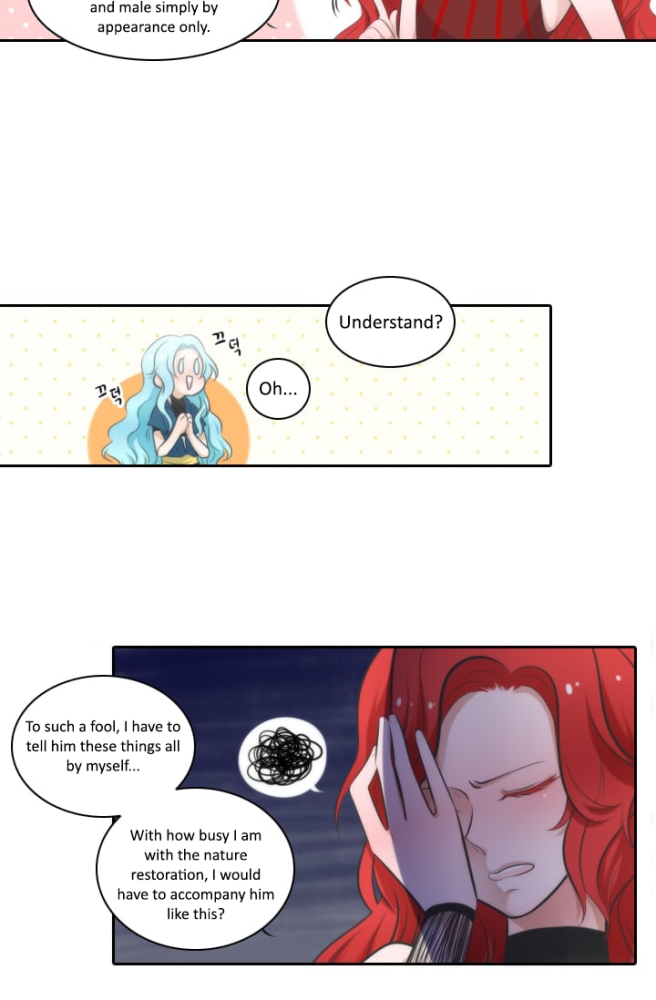 and male simply by
appearance only.
Understand?
끄덕
Oh...
끄덕
To such a fool, I have to
tell him these things all
by myself...
With how busy I am
with the nature
restoration, I would
have to accompany him
like this?